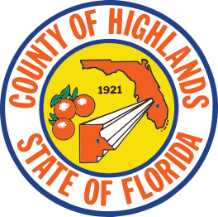 COUNTY OF HIGHLANDS
1921
STATE OF FLORIDA